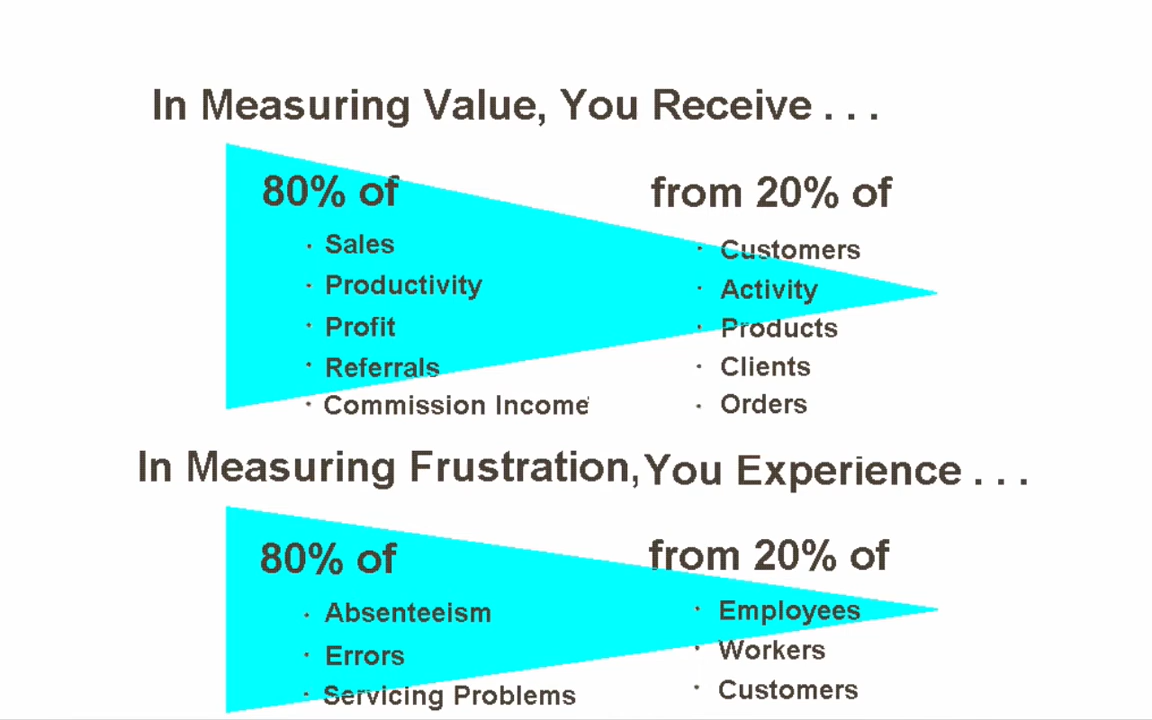 In Measuring Value, You Receive . . .
80% of from 20% of
· Sales · Customers
· Productivity · Activity
· Profit · Products
· Referrals · Clients
· Commission Income · Orders
In Measuring Frustration, You Experience . . .
80% of from 20% of
· Absenteeism · Employees
· Errors · Workers
· Servicing Problems · Customers